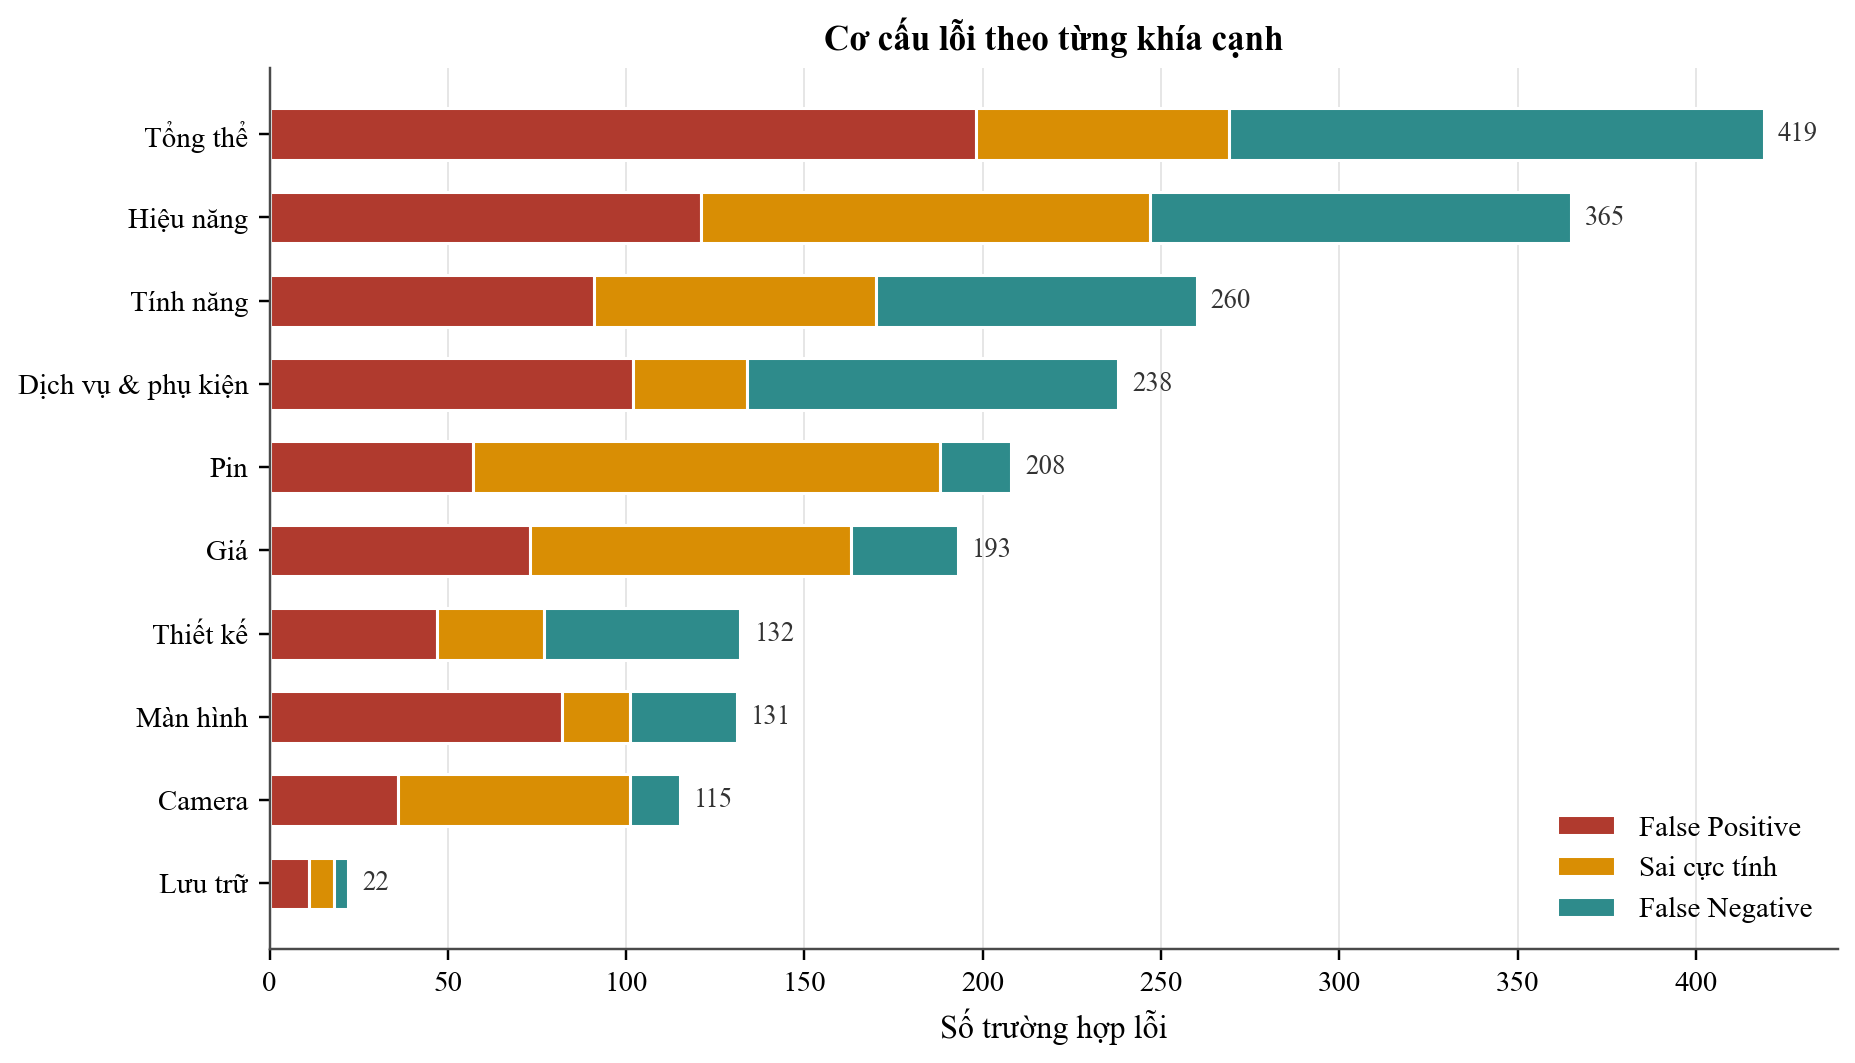 Cơ cấu lỗi theo từng khía cạnh
Tổng thể
419
Hiệu năng
365
Tính năng
260
Dịch vụ & phụ kiện
238
Pin
208
Giá
193
Thiết kế
132
Màn hình
131
Camera
115
Lưu trữ
22
False Positive
Sai cực tính
False Negative
0 50 100 150 200 250 300 350 400
Số trường hợp lỗi